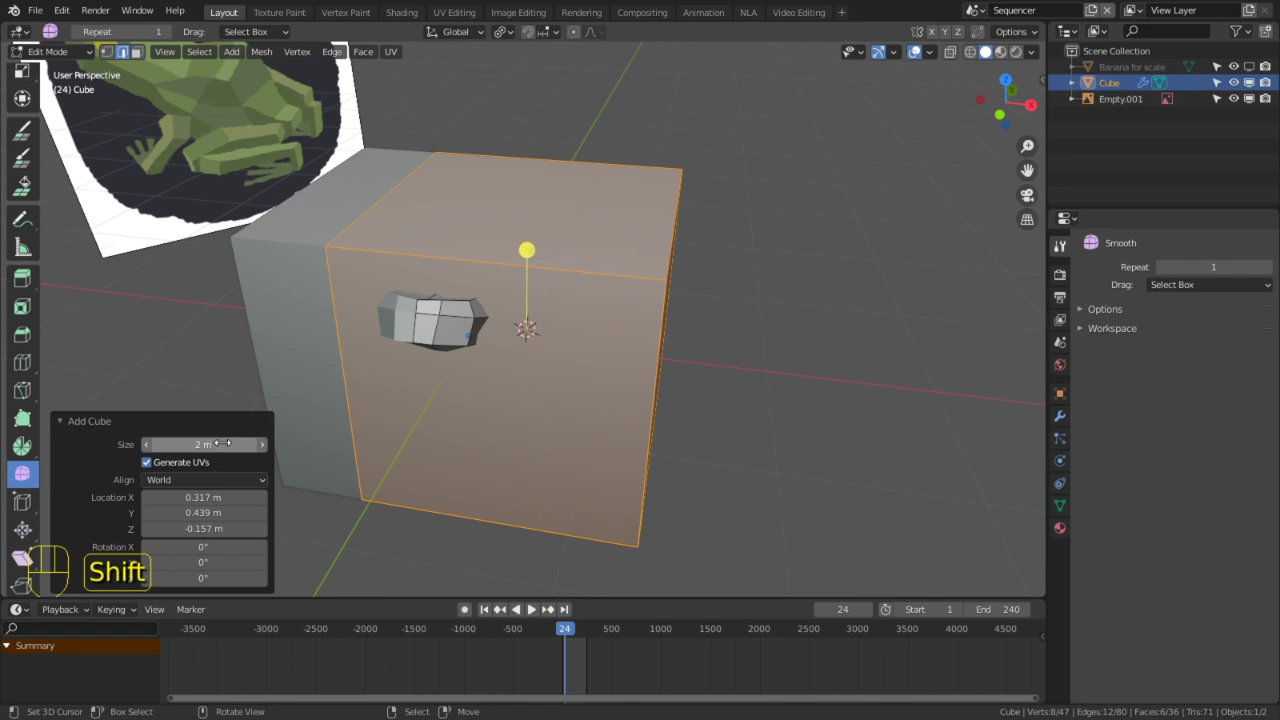 File Edit Render Window Help Layout Texture Paint Vertex Paint Shading UV Editing Image Editing Rendering Compositing Animation NLA Video Editing + Sequencer View Layer
Repeat 1 Drag: Select Box Global X Y Z Options
Edit Mode View Select Add Mesh Vertex Edge Face UV
Scene Collection
Banana for scale
Cube
Empty.001
User Perspective
(24) Cube
Z
Y
X
Smooth
Repeat 1
Drag: Select Box
Options
Workspace
Add Cube
Size 2 m
Generate UVs
Align World
Location X 0.317 m
Y 0.439 m
Z -0.157 m
Rotation X 0°
0°
0°
Shift
Playback Keying View Marker 24 Start 1 End 240
-3500 -3000 -2500 -2000 -1500 -1000 -500 24 500 1000 1500 2000 2500 3000 3500 4000 4500
Summary
Set 3D Cursor Box Select Rotate View Select Move Cube | Verts:8/47 | Edges:12/80 | Faces:6/36 | Tris:71 | Objects:1/2